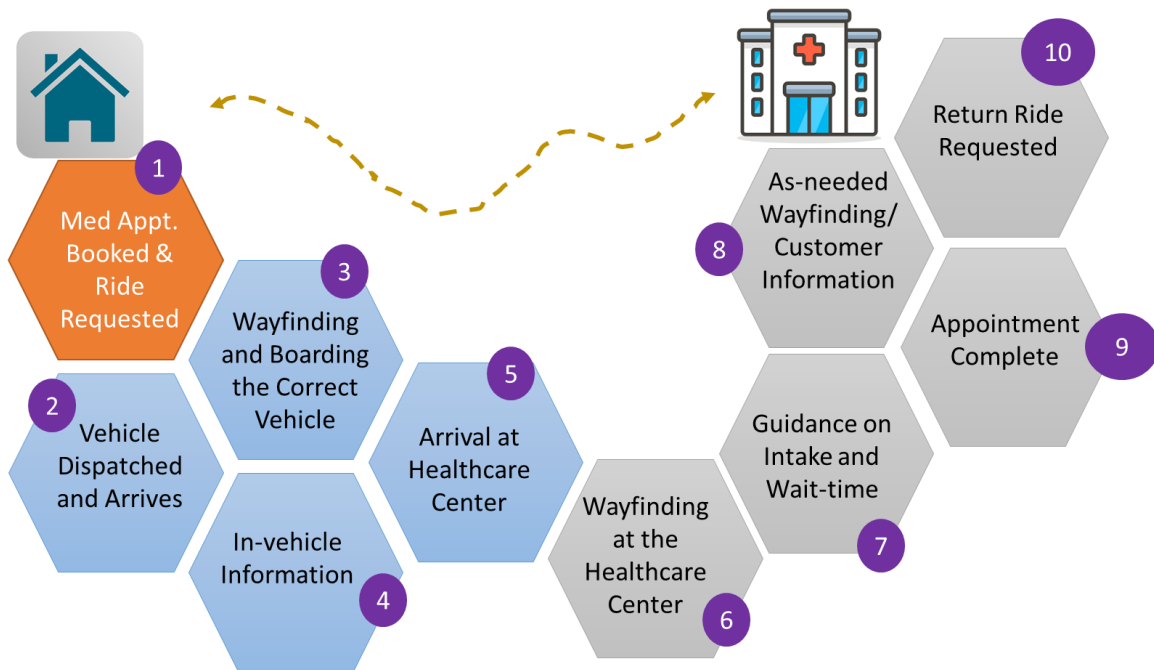 1
Med Appt.
Booked &
Ride
Requested
2
Vehicle
Dispatched
and Arrives
3
Wayfinding
and Boarding
the Correct
Vehicle
4
In-vehicle
Information
5
Arrival at
Healthcare
Center
6
Wayfinding
at the
Healthcare
Center
7
Guidance on
Intake and
Wait-time
8
As-needed
Wayfinding/
Customer
Information
9
Appointment
Complete
10
Return Ride
Requested